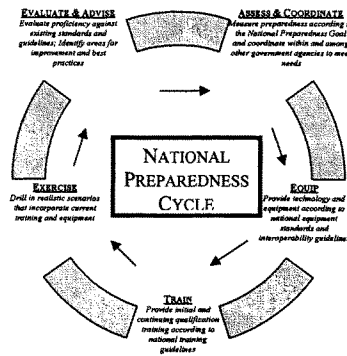 EVALUATE & ADVISE
Evaluate proficiency against
existing standards and
guidelines; Identify areas for
improvement and best
practices
ASSESS & COORDINATE
Measure preparedness according
the National Preparedness Goal
and coordinate within and among
other government agencies to mee
needs
NATIONAL
PREPAREDNESS
CYCLE
EXERCISE
Drill in realistic scenarios
that incorporate current
training and equipment
EQUIP
Provide technology and
equipment according to
national equipment
standards and
interoperability guideline
TRAIN
Provide initial and
continuing qualification
training according to
national training
guidelines